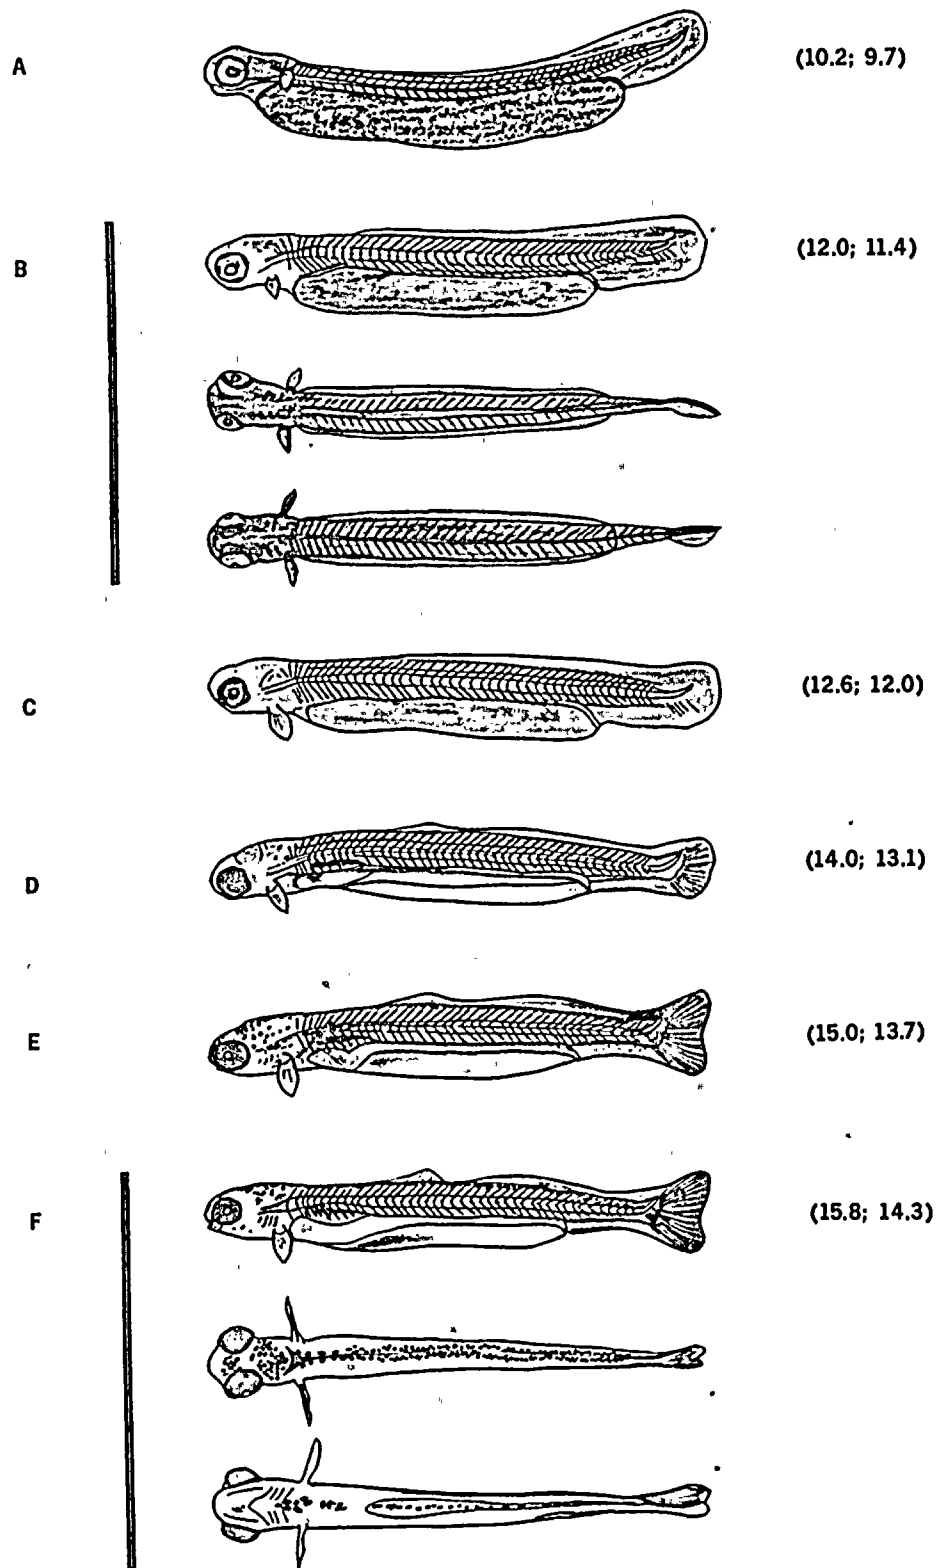 A (10.2; 9.7)
B (12.0; 11.4)
C (12.6; 12.0)
D (14.0; 13.1)
E (15.0; 13.7)
F (15.8; 14.3)